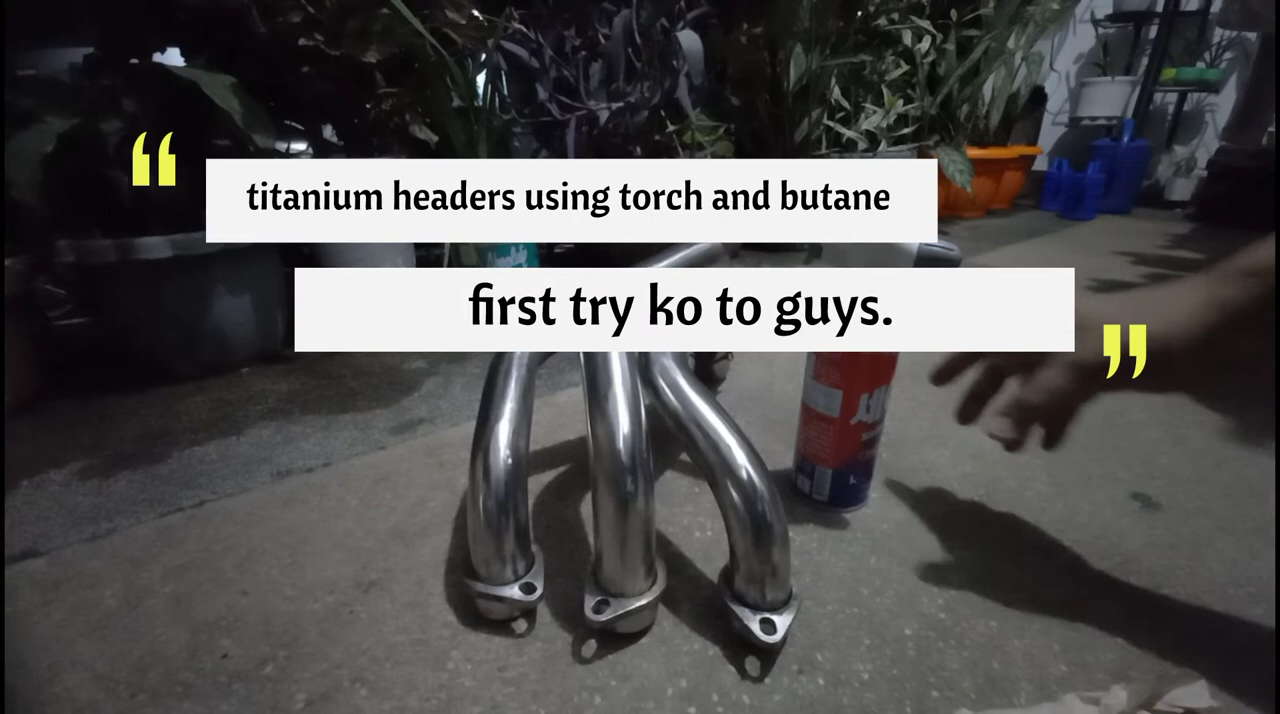 “
titanium headers using torch and butane
first try ko to guys.
”